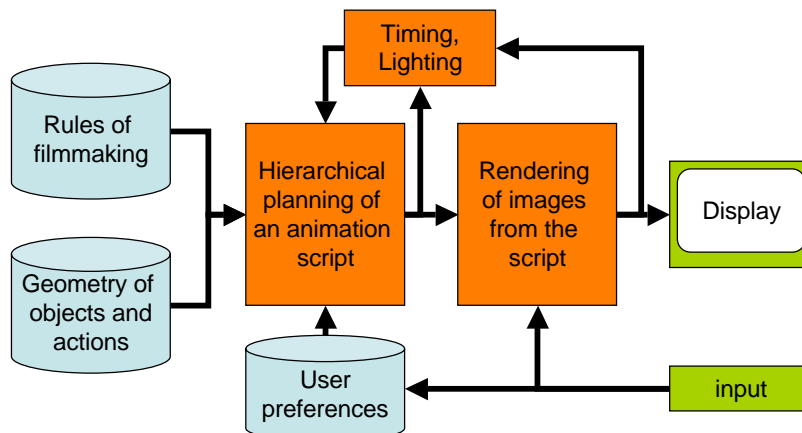 Timing,
Lighting
Rules of
filmmaking
Hierarchical
planning of
an animation
script
Rendering
of images
from the
script
Display
Geometry of
objects and
actions
User
preferences
input